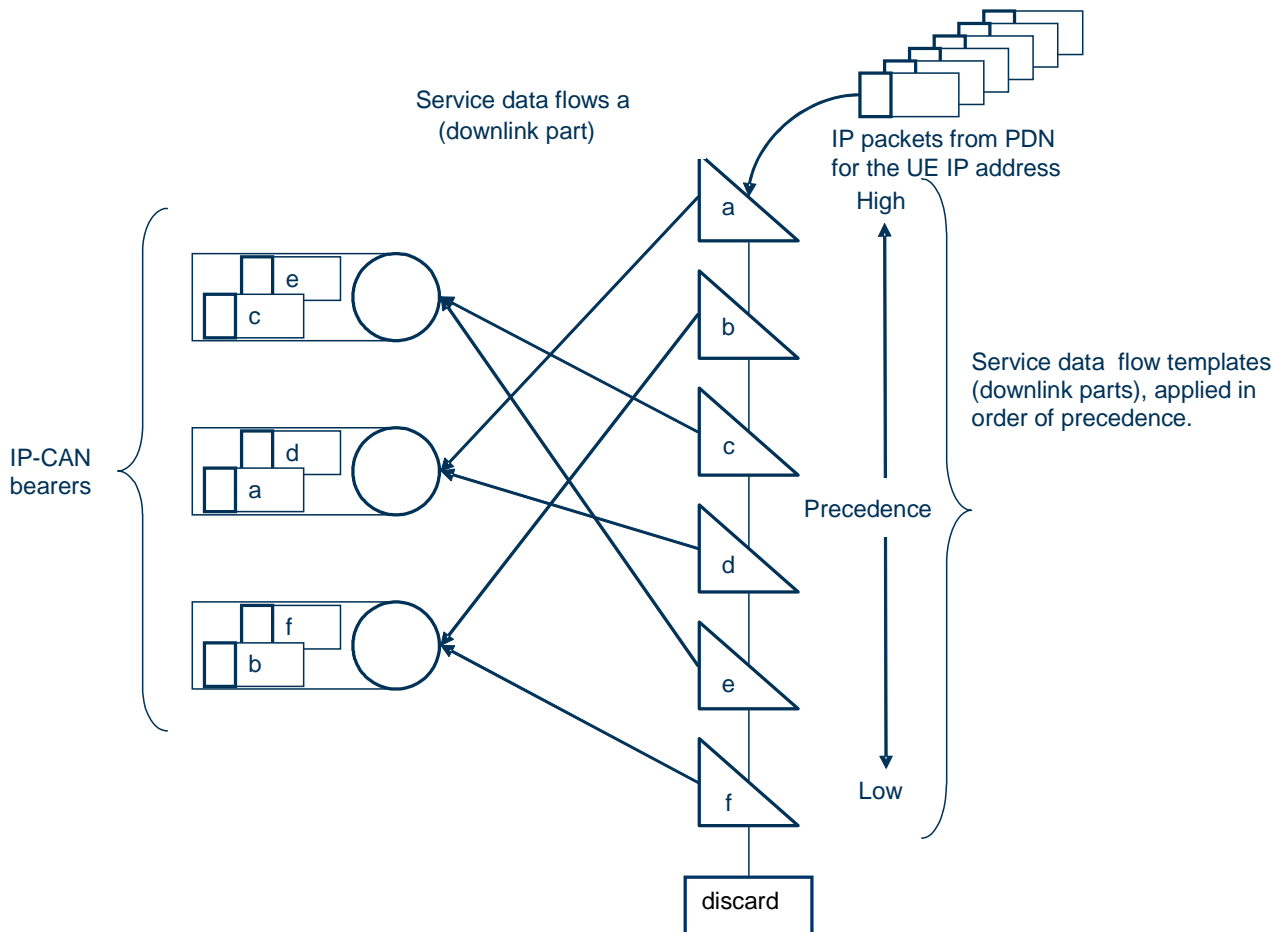 Service data flows a
(downlink part)
IP packets from PDN
for the UE IP address
High
a
e
c
b
Service data flow templates
(downlink parts), applied in
order of precedence.
c
IP-CAN
bearers
d
a
Precedence
d
f
b
e
Low
f
discard